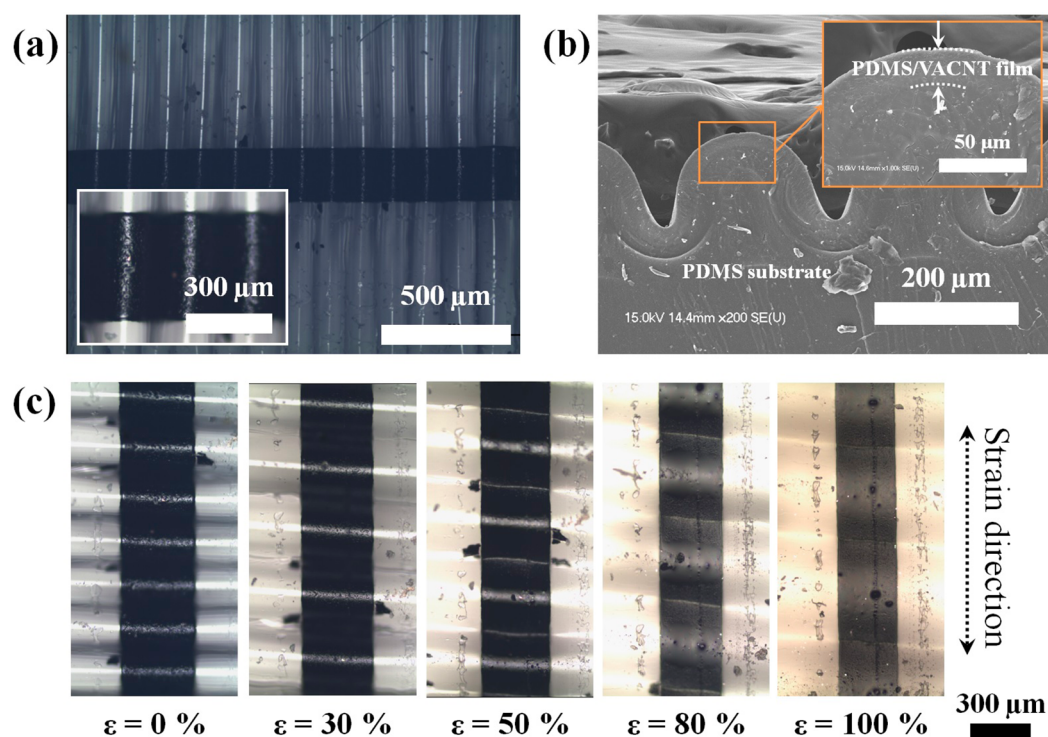 (a)
300 µm
500 µm
(b)
PDMS/VACNT film
50 µm
15.0kV 14.6mm x1.00k SE(U)
PDMS substrate
200 µm
15.0kV 14.4mm x200 SE(U)
(c)
Strain direction
ε = 0 %
ε = 30 %
ε = 50 %
ε = 80 %
ε = 100 %
300 µm